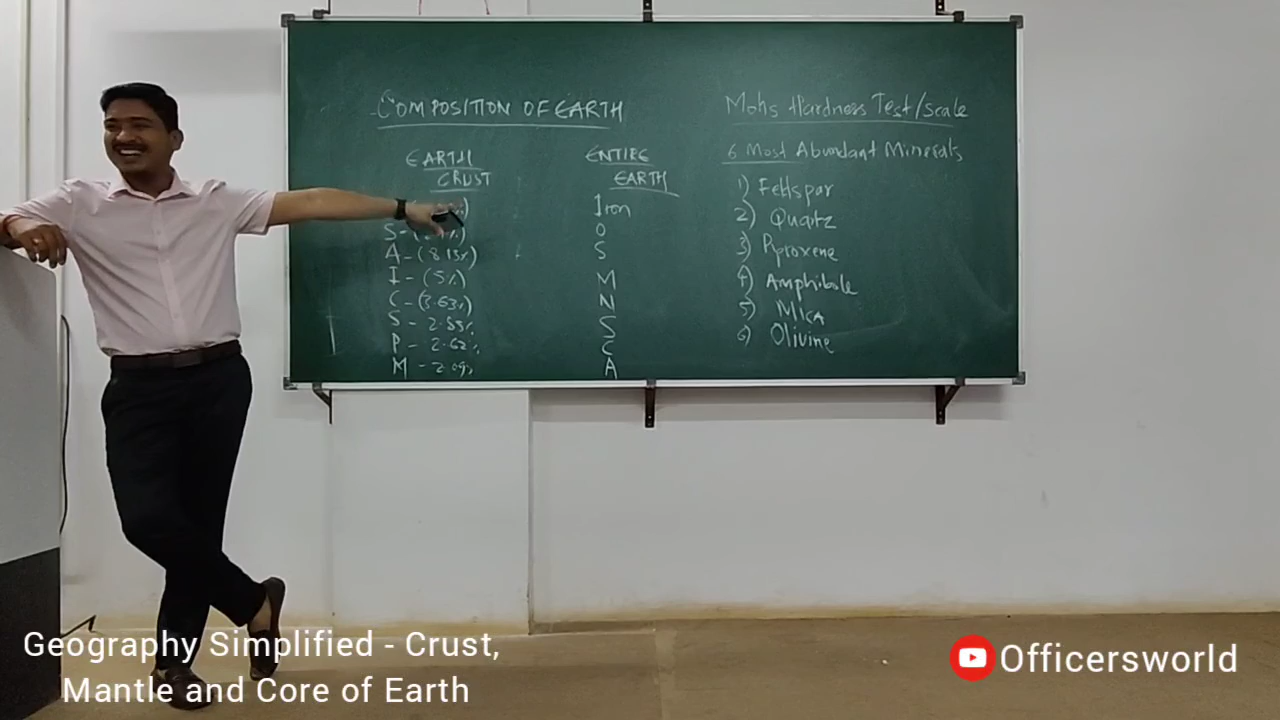 COMPOSITION OF EARTH
EARTH
CRUST
S -
A - (8.13%)
I - (5%)
C - (3.63%)
S - 2.83%
P - 2.62%
M - 2.09%
ENTIRE
EARTH
Iron
O
S
M
N
S
C
A
Mohs Hardness Test/scale
6 Most Abundant Minerals
1) Feldspar
2) Quartz
3) Pyroxene
4) Amphibole
5) Mica
6) Olivine
Geography Simplified - Crust,
Mantle and Core of Earth
Officersworld